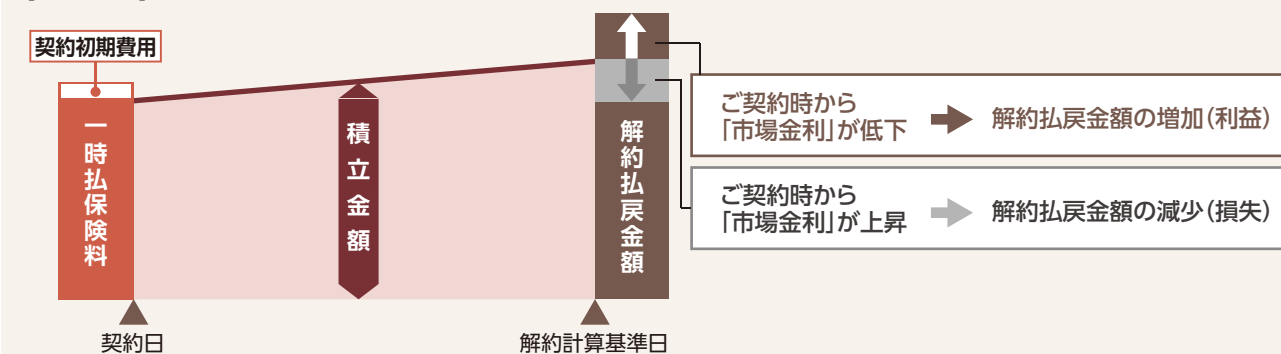 契約初期費用
一時払保険料
積立金額
解約払戻金額
ご契約時から
「市場金利」が低下
解約払戻金額の増加(利益)
ご契約時から
「市場金利」が上昇
解約払戻金額の減少(損失)
契約日
解約計算基準日